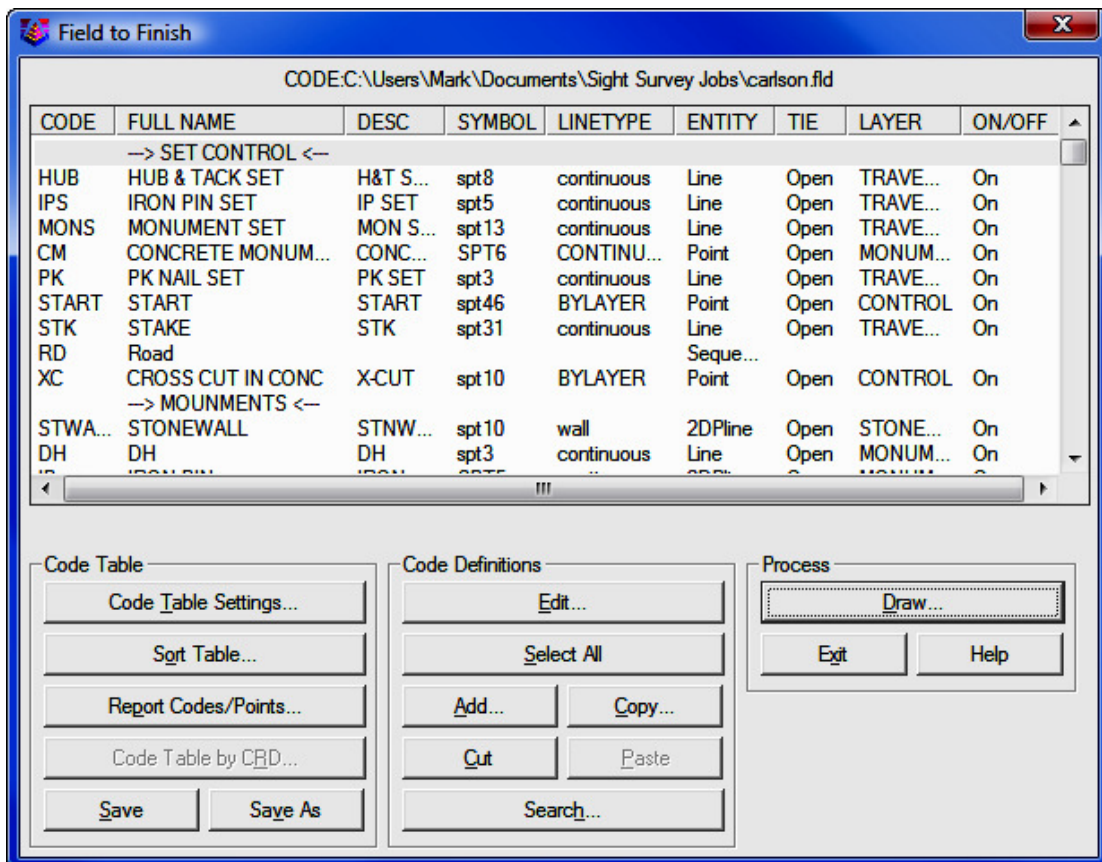 Field to Finish
CODE:C:\Users\Mark\Documents\Sight Survey Jobs\carlson.fld
CODE FULL NAME DESC SYMBOL LINETYPE ENTITY TIE LAYER ON/OFF
---> SET CONTROL <---
HUB HUB & TACK SET H&T S... spt8 continuous Line Open TRAVE... On
IPS IRON PIN SET IP SET spt5 continuous Line Open TRAVE... On
MONS MONUMENT SET MON S... spt13 continuous Line Open TRAVE... On
CM CONCRETE MONUM... CONC... SPT6 CONTINU... Point Open MONUM... On
PK PK NAIL SET PK SET spt3 continuous Line Open TRAVE... On
START START START spt46 BYLAYER Point Open CONTROL On
STK STAKE STK spt31 continuous Line Open TRAVE... On
RD Road Seque...
XC CROSS CUT IN CONC X-CUT spt10 BYLAYER Point Open CONTROL On
---> MOUNMENTS <---
STWA... STONEWALL STNW... spt10 wall 2DPline Open STONE... On
DH DH DH spt3 continuous Line Open MONUM... On
Code Table
Code Table Settings...
Sort Table...
Report Codes/Points...
Code Table by CRD...
Save Save As
Code Definitions
Edit...
Select All
Add... Copy...
Cut Paste
Search...
Process
Draw...
Exit Help